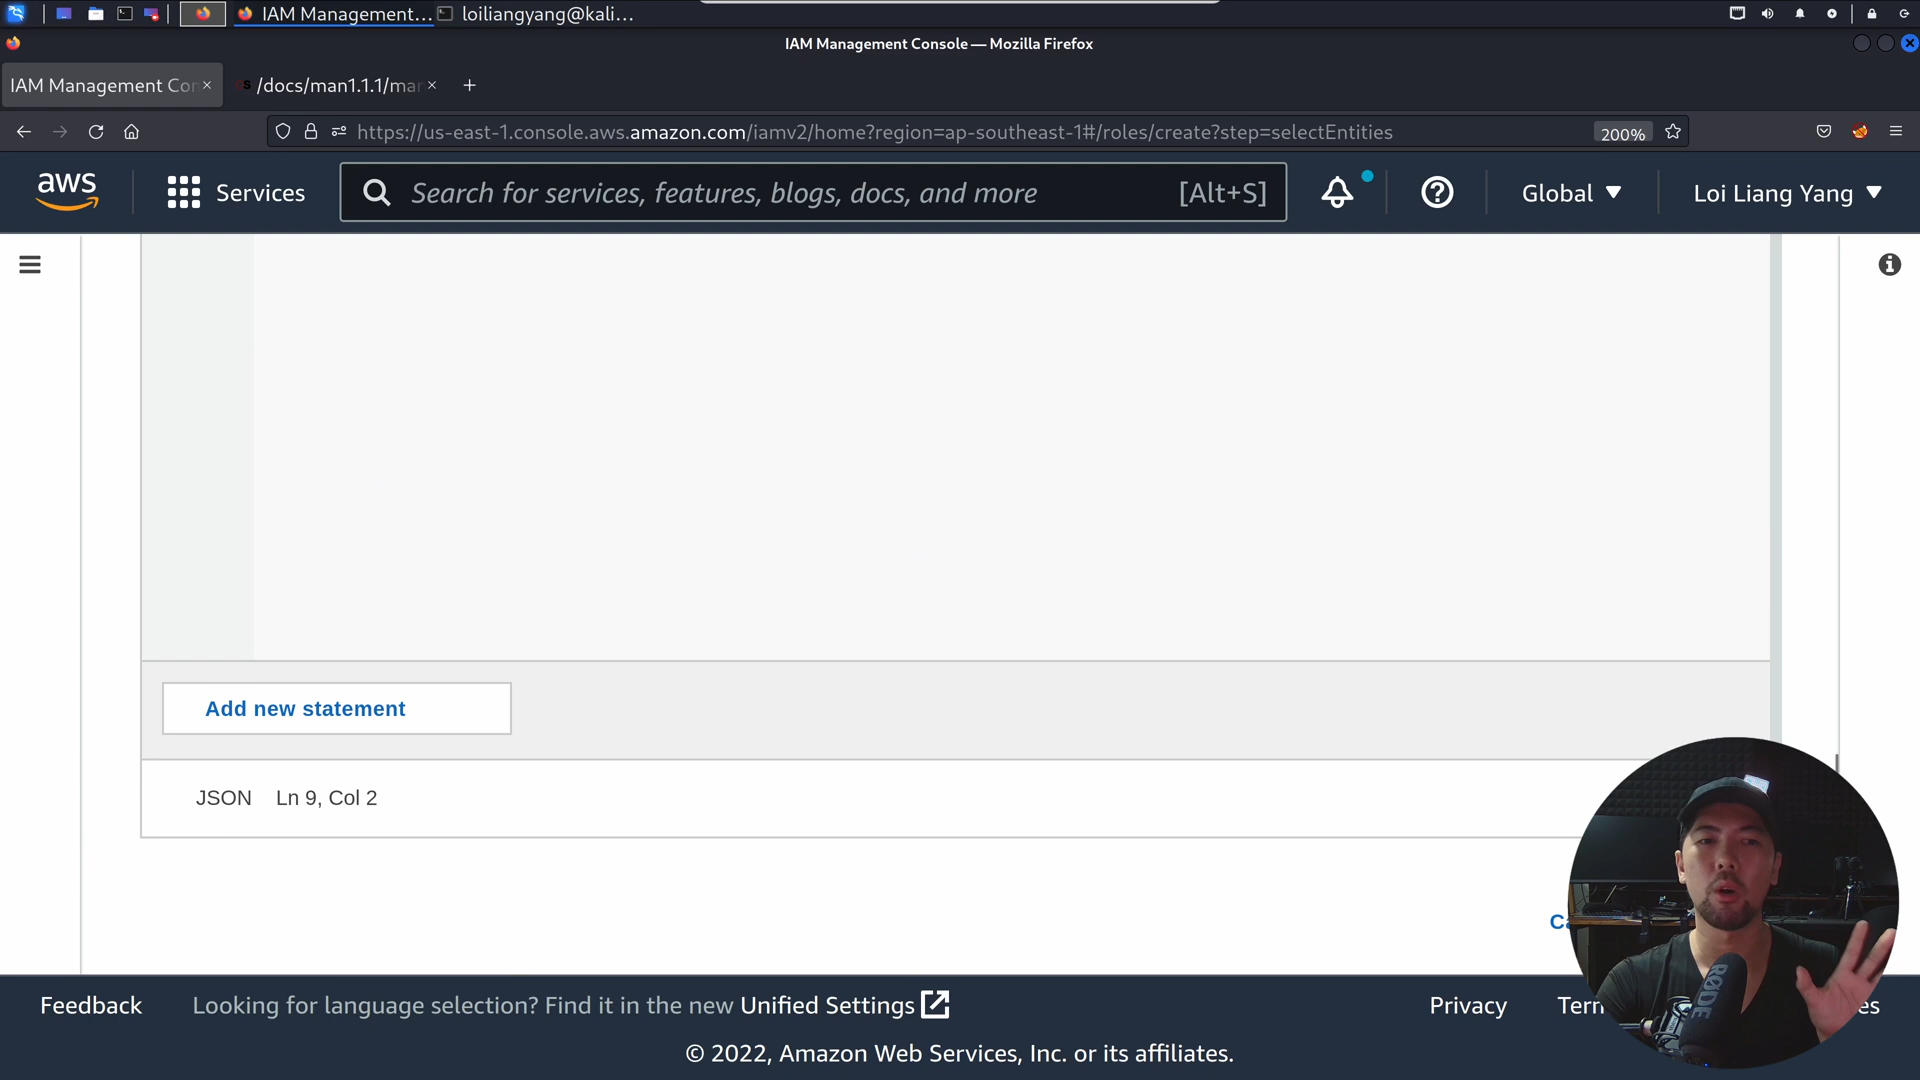 IAM Management... loiliangyang@kali...
IAM Management Console — Mozilla Firefox
IAM Management Con /docs/man1.1.1/mar
https://us-east-1.console.aws.amazon.com/iamv2/home?region=ap-southeast-1#/roles/create?step=selectEntities 200%
aws Services Search for services, features, blogs, docs, and more [Alt+S] Global Loi Liang Yang
Add new statement
JSON Ln 9, Col 2
Feedback Looking for language selection? Find it in the new Unified Settings Privacy
© 2022, Amazon Web Services, Inc. or its affiliates.
RØDE